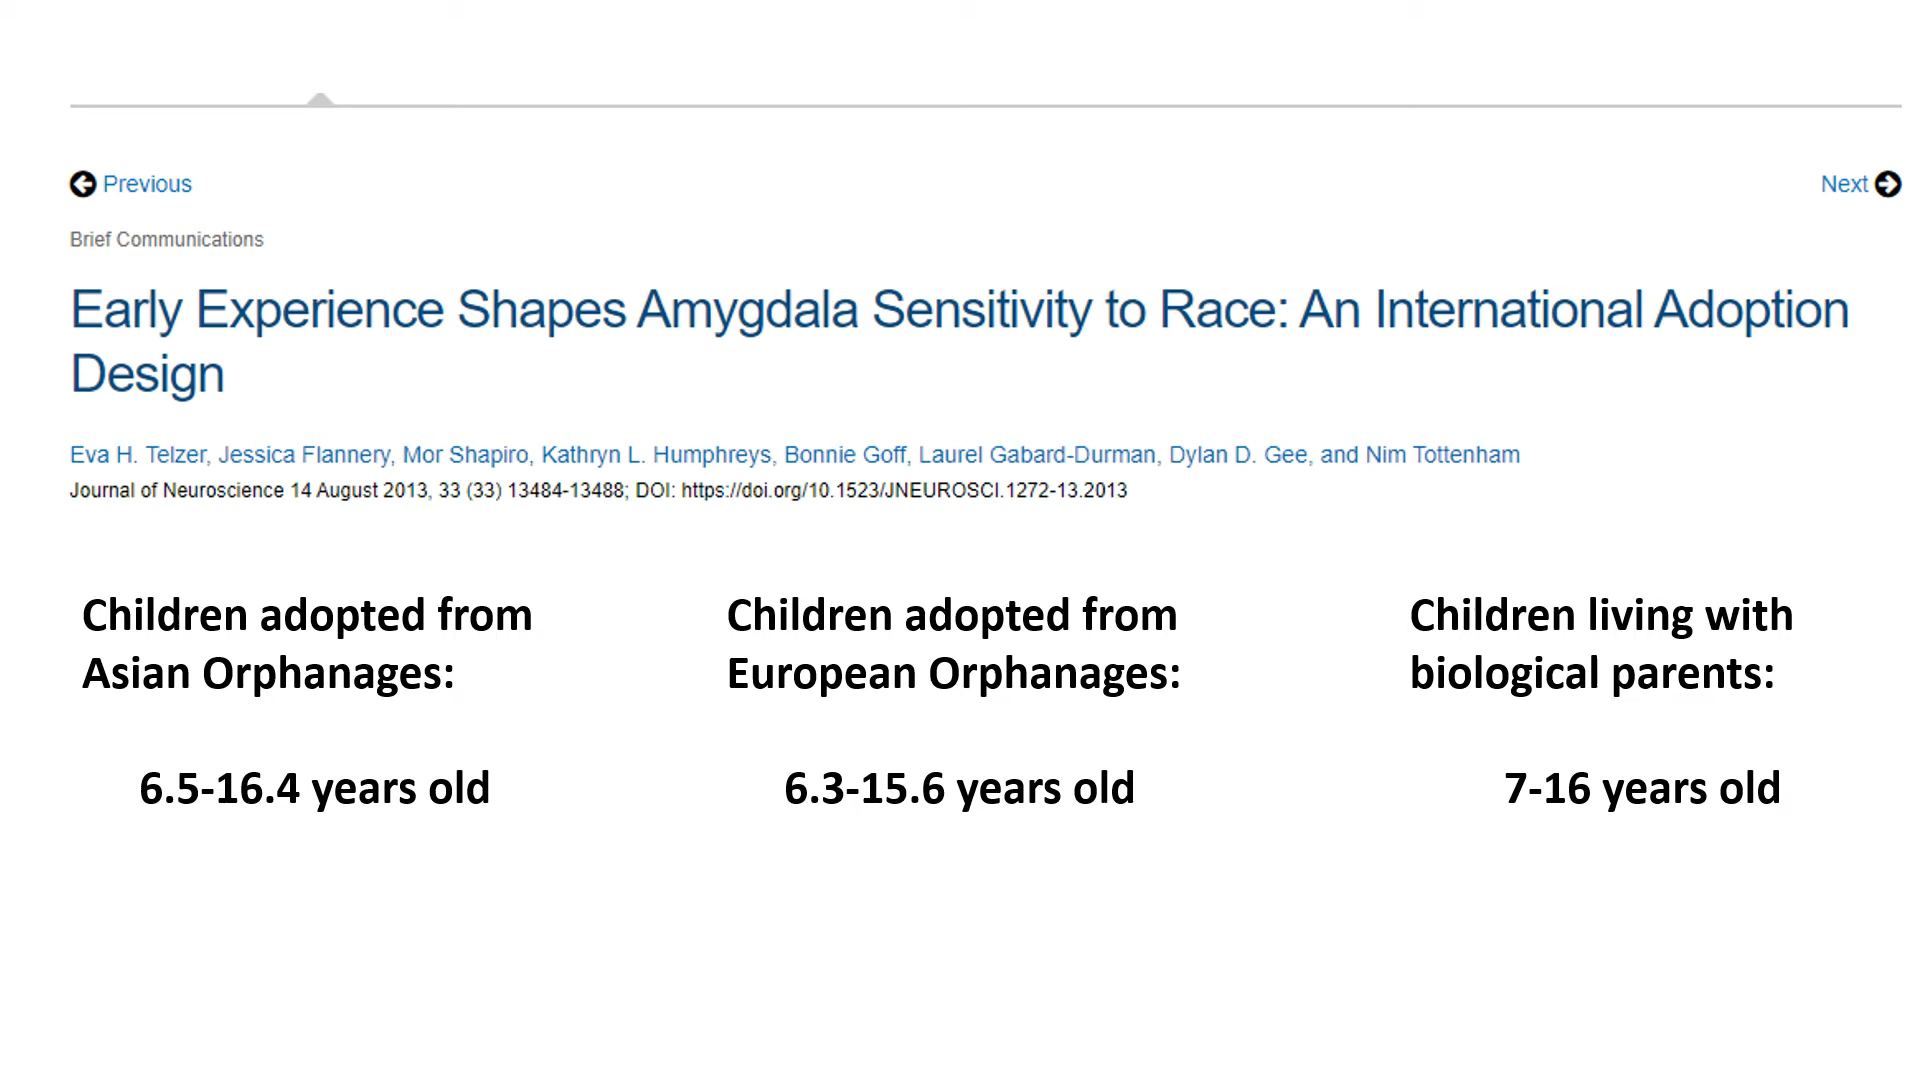 Previous
Next
Brief Communications
Early Experience Shapes Amygdala Sensitivity to Race: An International Adoption
Design
Eva H. Telzer, Jessica Flannery, Mor Shapiro, Kathryn L. Humphreys, Bonnie Goff, Laurel Gabard-Durman, Dylan D. Gee, and Nim Tottenham
Journal of Neuroscience 14 August 2013, 33 (33) 13484-13488; DOI: https://doi.org/10.1523/JNEUROSCI.1272-13.2013
Children adopted from
Asian Orphanages:
6.5-16.4 years old
Children adopted from
European Orphanages:
6.3-15.6 years old
Children living with
biological parents:
7-16 years old